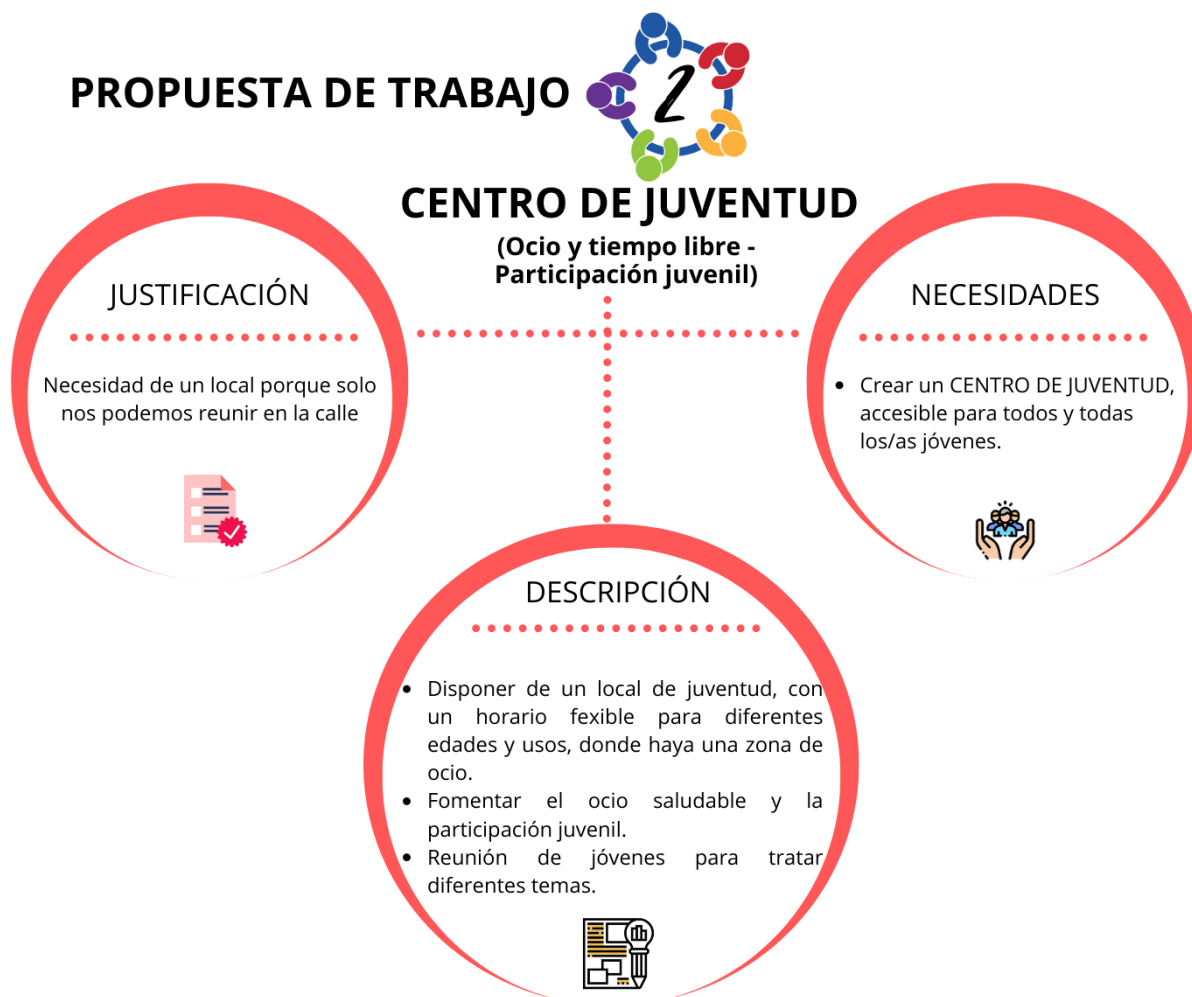 PROPUESTA DE TRABAJO 2
CENTRO DE JUVENTUD
(Ocio y tiempo libre -
Participación juvenil)
JUSTIFICACIÓN
Necesidad de un local porque solo
nos podemos reunir en la calle
NECESIDADES
• Crear un CENTRO DE JUVENTUD,
accesible para todos y todas
los/as jóvenes.
DESCRIPCIÓN
• Disponer de un local de juventud, con
un horario fexible para diferentes
edades y usos, donde haya una zona de
ocio.
• Fomentar el ocio saludable y la
participación juvenil.
• Reunión de jóvenes para tratar
diferentes temas.